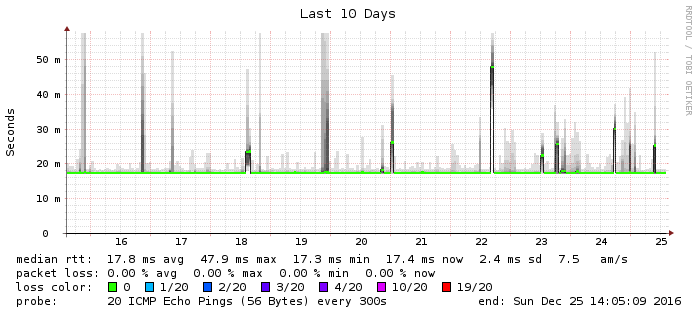 Last 10 Days
RRDTOOL / TOBI OETIKER
Seconds
50 m
40 m
30 m
20 m
10 m
0
16 17 18 19 20 21 22 23 24 25
median rtt: 17.8 ms avg 47.9 ms max 17.3 ms min 17.4 ms now 2.4 ms sd 7.5 am/s
packet loss: 0.00 % avg 0.00 % max 0.00 % min 0.00 % now
loss color: 0 1/20 2/20 3/20 4/20 10/20 19/20
probe: 20 ICMP Echo Pings (56 Bytes) every 300s end: Sun Dec 25 14:05:09 2016